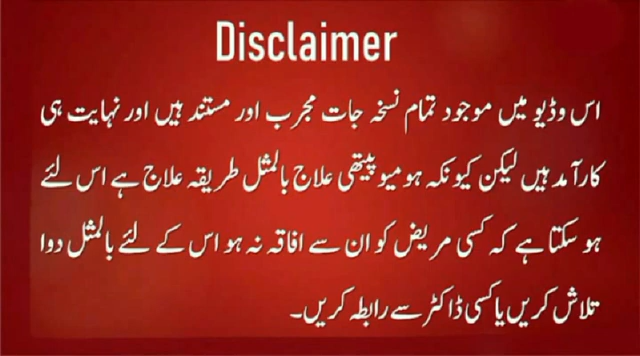 Disclaimer
اس وڈیو میں موجود تمام نسخہ جات مجرب اور مستند ہیں اور نہایت ہی
کارآمد ہیں لیکن کیونکہ ہومیوپیتھی علاج بالمثل طریقہ علاج ہے اس لئے
ہو سکتا ہے کہ کسی مریض کو ان سے افاقہ نہ ہو اس کے لئے بالمثل دوا
تلاش کریں یا کسی ڈاکٹر سے رابطہ کریں۔